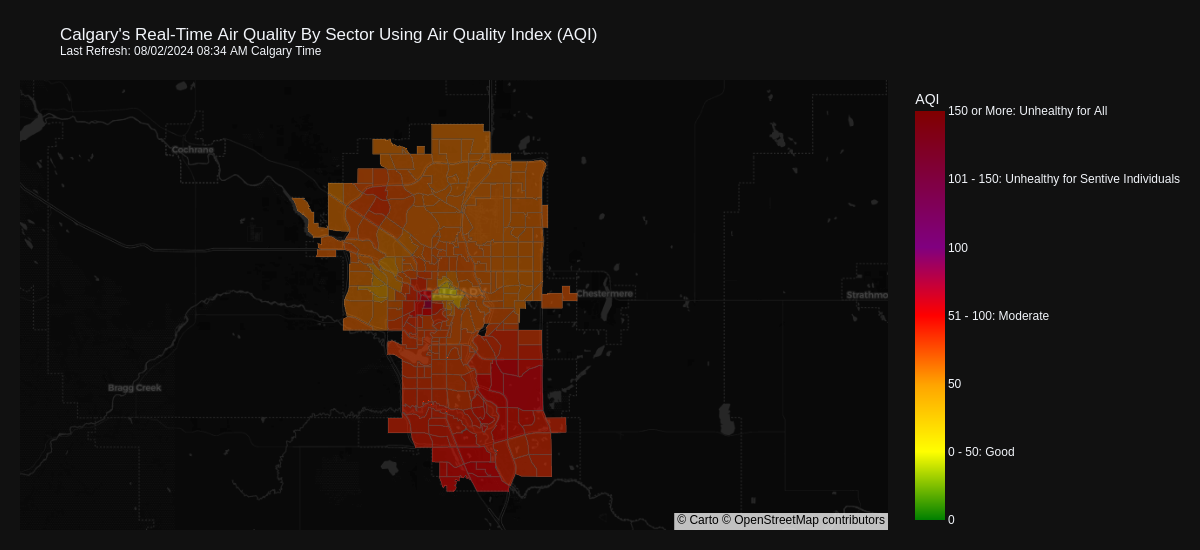 Calgary's Real-Time Air Quality By Sector Using Air Quality Index (AQI)
Last Refresh: 08/02/2024 08:34 AM Calgary Time
AQI
150 or More: Unhealthy for All
Cochrane
101 - 150: Unhealthy for Sentive Individuals
100
CALGARY
Chestermere
Strathmo
51 - 100: Moderate
50
Bragg Creek
0 - 50: Good
© Carto © OpenStreetMap contributors
0